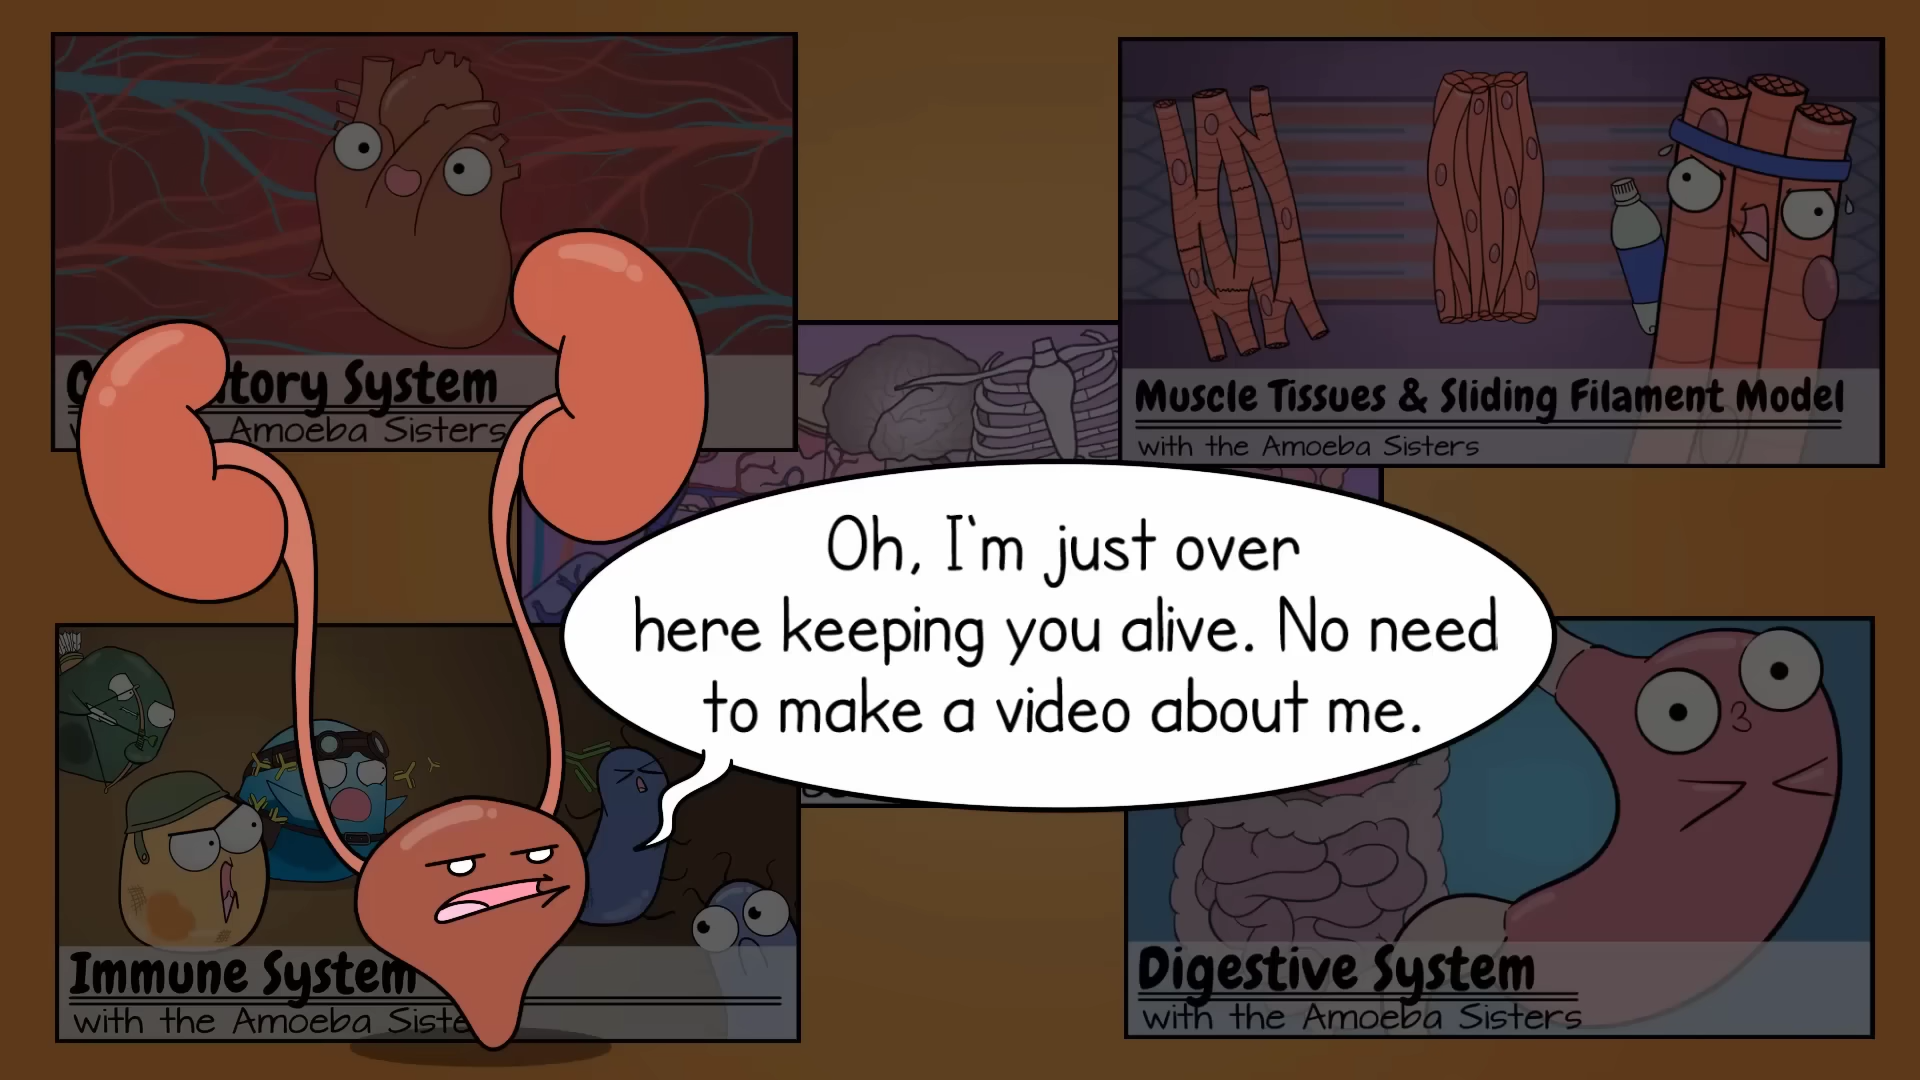 tory System
Amoeba Sisters
Muscle Tissues & Sliding Filament Model
with the Amoeba Sisters
Oh, I'm just over
here keeping you alive. No need
to make a video about me.
Immune System
with the Amoeba Siste
Digestive System
with the Amoeba Sisters